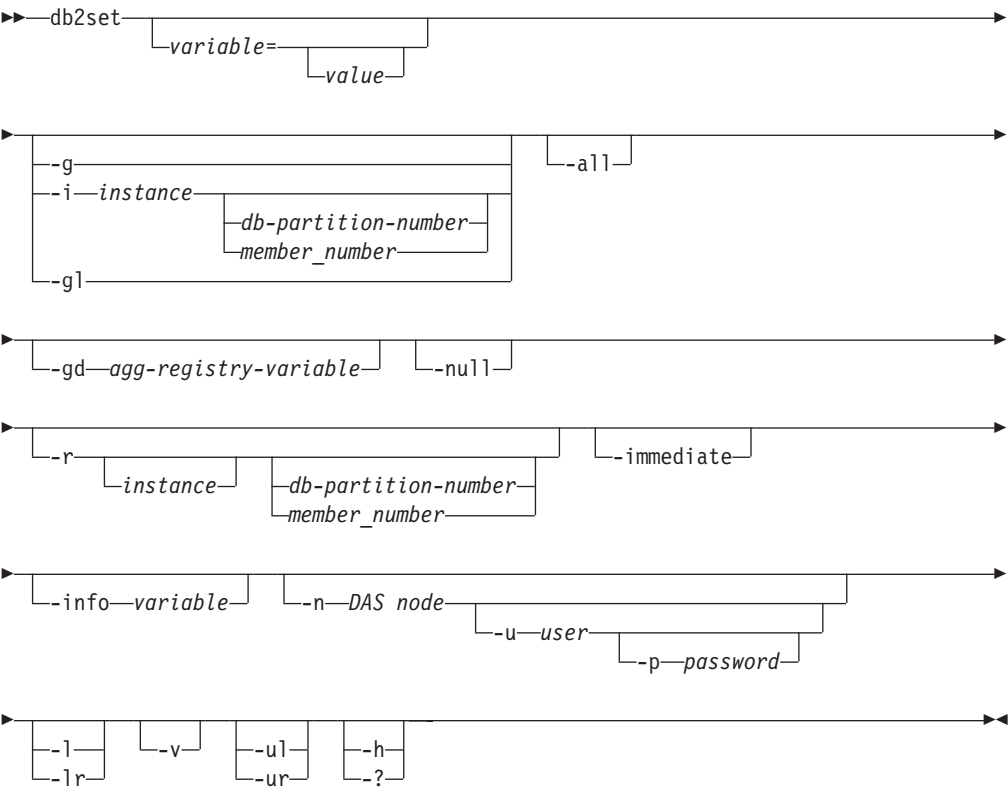 db2set
variable=
value
-g
-all
-i instance
db-partition-number
member_number
-gl
-gd agg-registry-variable
-null
-r
-immediate
instance
db-partition-number
member_number
-info variable
-n DAS node
-u user
-p password
-l
-v
-ul
-h
-lr
-ur
-?